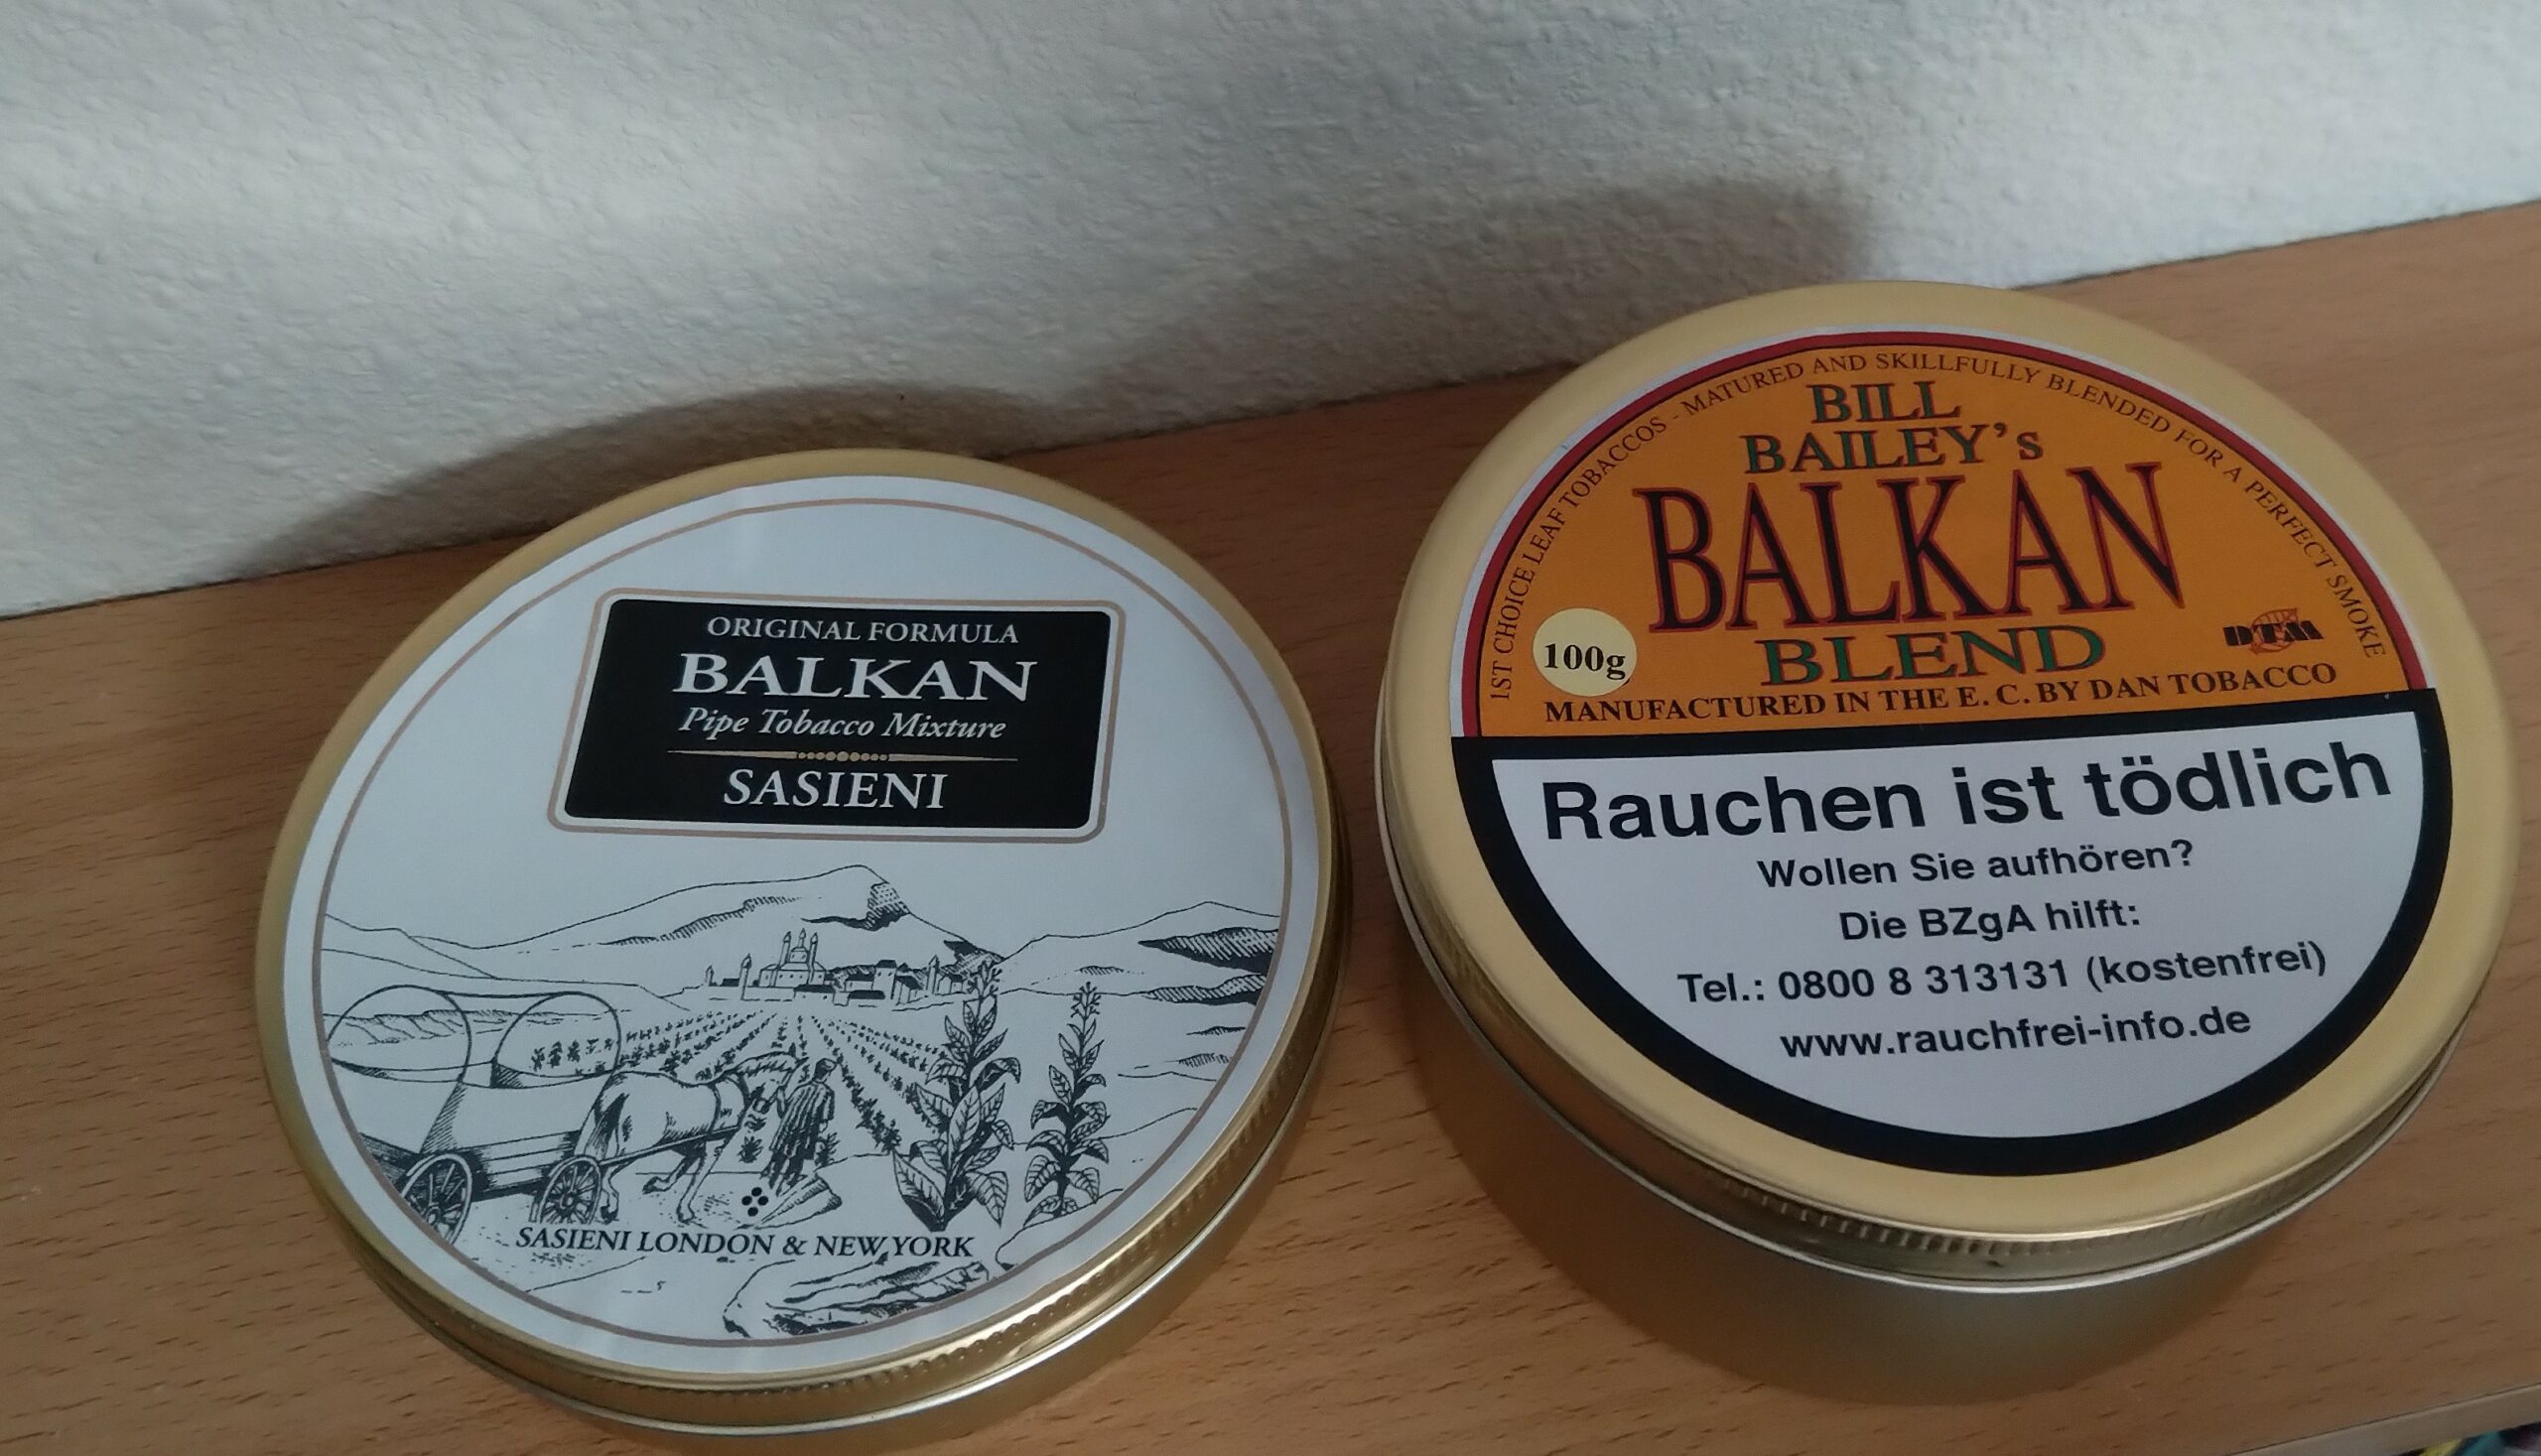 ORIGINAL FORMULA
BALKAN
Pipe Tobacco Mixture
SASIENI
SASIENI LONDON & NEW YORK
1ST CHOICE LEAF TOBACCOS - MATURED AND SKILLFULLY BLENDED FOR A PERFECT SMOKE
BILL
BAILEY's
BALKAN
BLEND
100g
DTM
MANUFACTURED IN THE E. C. BY DAN TOBACCO
Rauchen ist tödlich
Wollen Sie aufhören?
Die BZgA hilft:
Tel.: 0800 8 313131 (kostenfrei)
www.rauchfrei-info.de